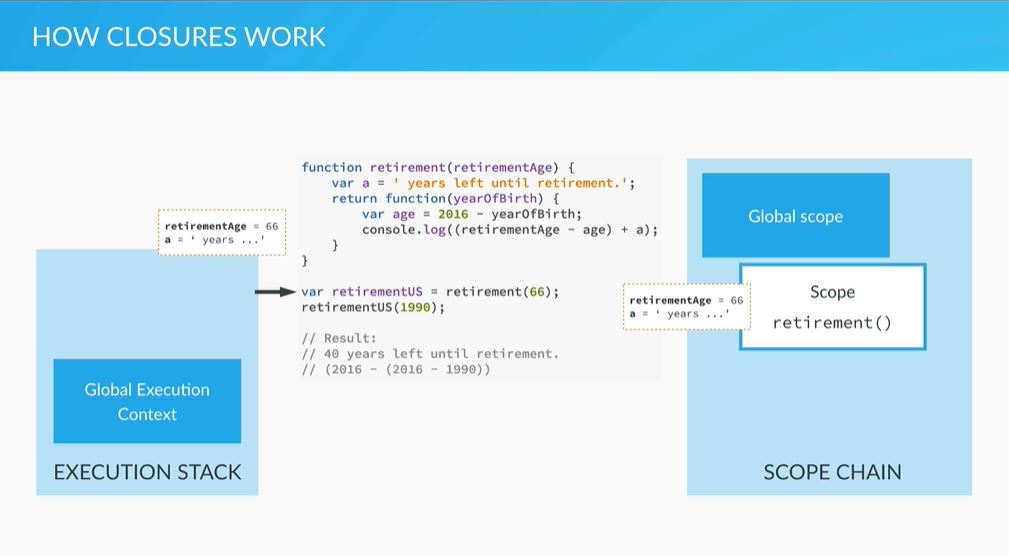 HOW CLOSURES WORK
function retirement(retirementAge) {
    var a = ' years left until retirement.';
    return function(yearOfBirth) {
        var age = 2016 - yearOfBirth;
        console.log((retirementAge - age) + a);
    }
}
var retirementUS = retirement(66);
retirementUS(1990);
// Result:
// 40 years left until retirement.
// (2016 - (2016 - 1990))
retirementAge = 66
a = ' years ...'
Global Execution
Context
EXECUTION STACK
Global scope
retirementAge = 66
a = ' years ...'
Scope
retirement()
SCOPE CHAIN